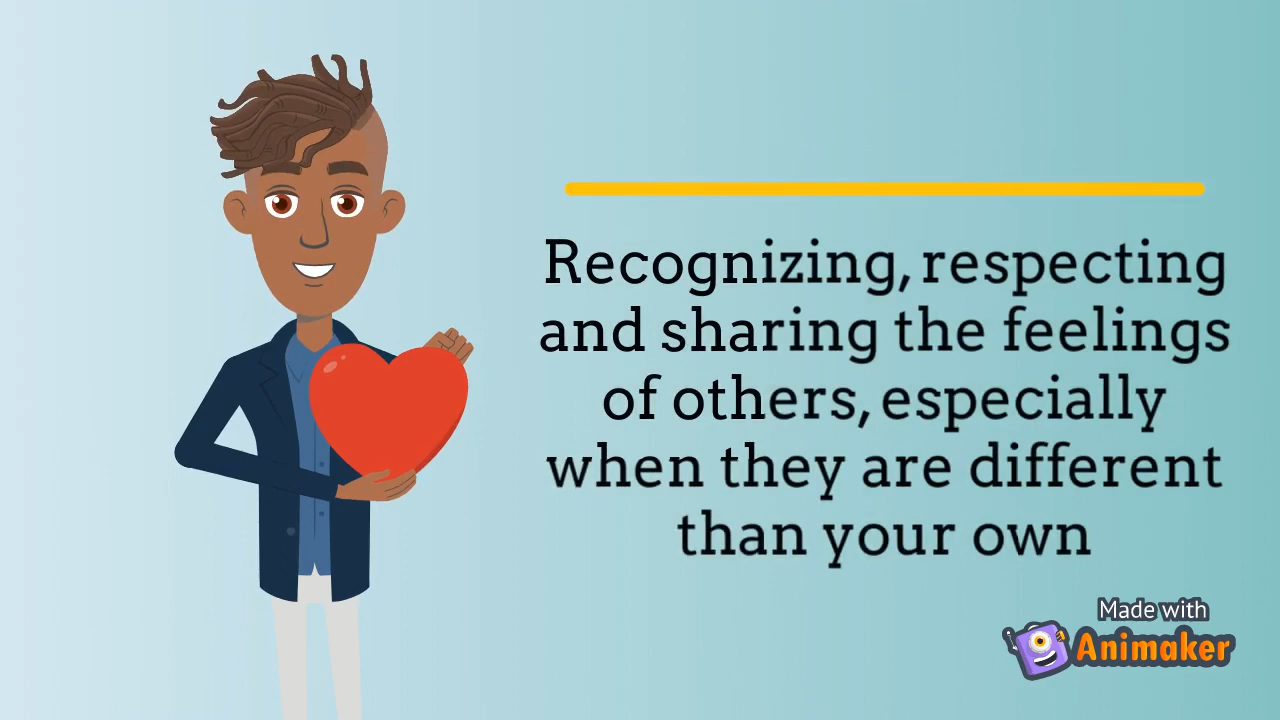 Recognizing, respecting
and sharing the feelings
of others, especially
when they are different
than your own
Made with
Animaker